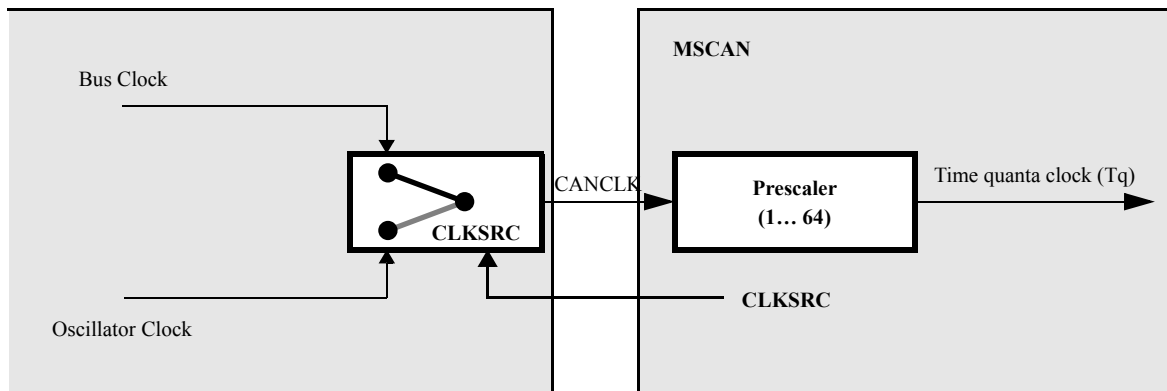 MSCAN
Bus Clock
CANCLK
Time quanta clock (Tq)
Prescaler
(1… 64)
CLKSRC
CLKSRC
Oscillator Clock